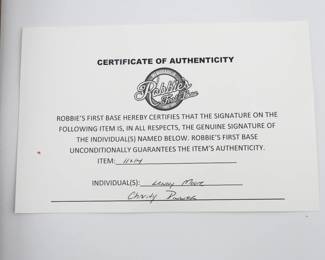 CERTIFICATE OF AUTHENTICITY
Robbie's
First Base
ROBBIE'S FIRST BASE HEREBY CERTIFIES THAT THE SIGNATURE ON THE
FOLLOWING ITEM IS, IN ALL RESPECTS, THE GENUINE SIGNATURE OF
THE INDIVIDUAL(S) NAMED BELOW. ROBBIE'S FIRST BASE
UNCONDITIONALLY GUARANTEES THE ITEM'S AUTHENTICITY.
ITEM: 11x14
INDIVIDUAL(S): Lenny Moore